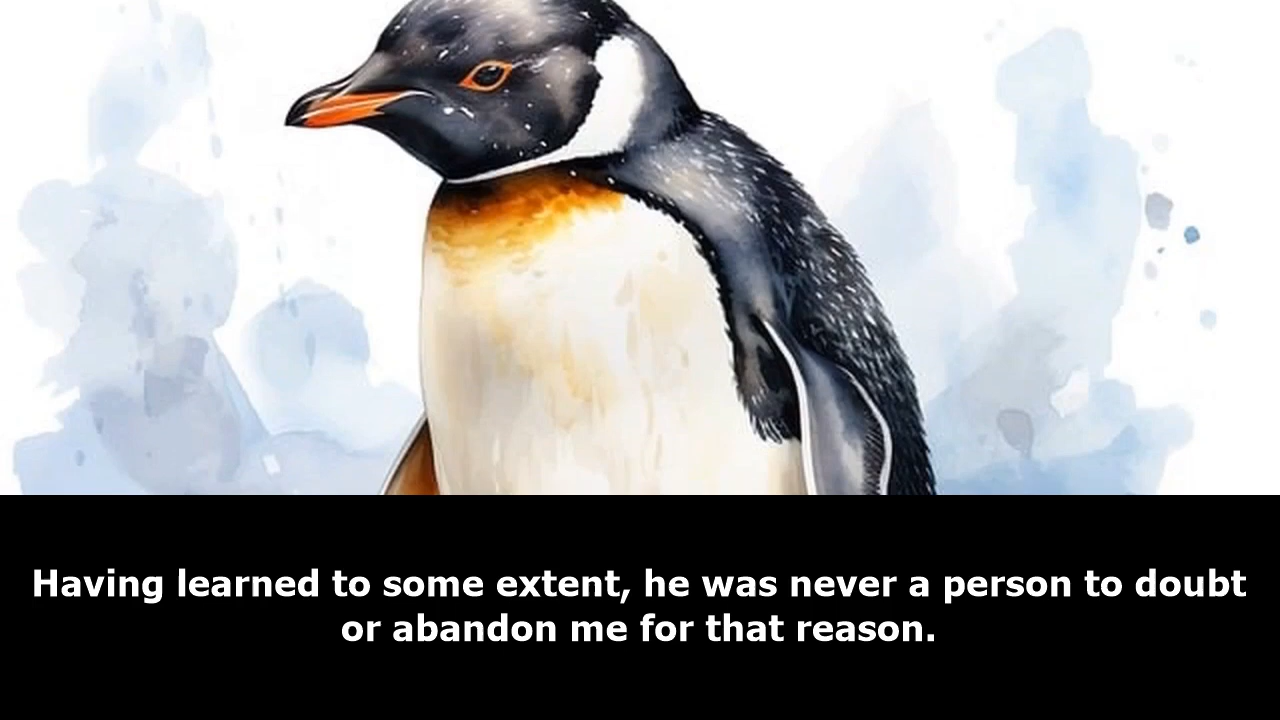 Having learned to some extent, he was never a person to doubt
or abandon me for that reason.